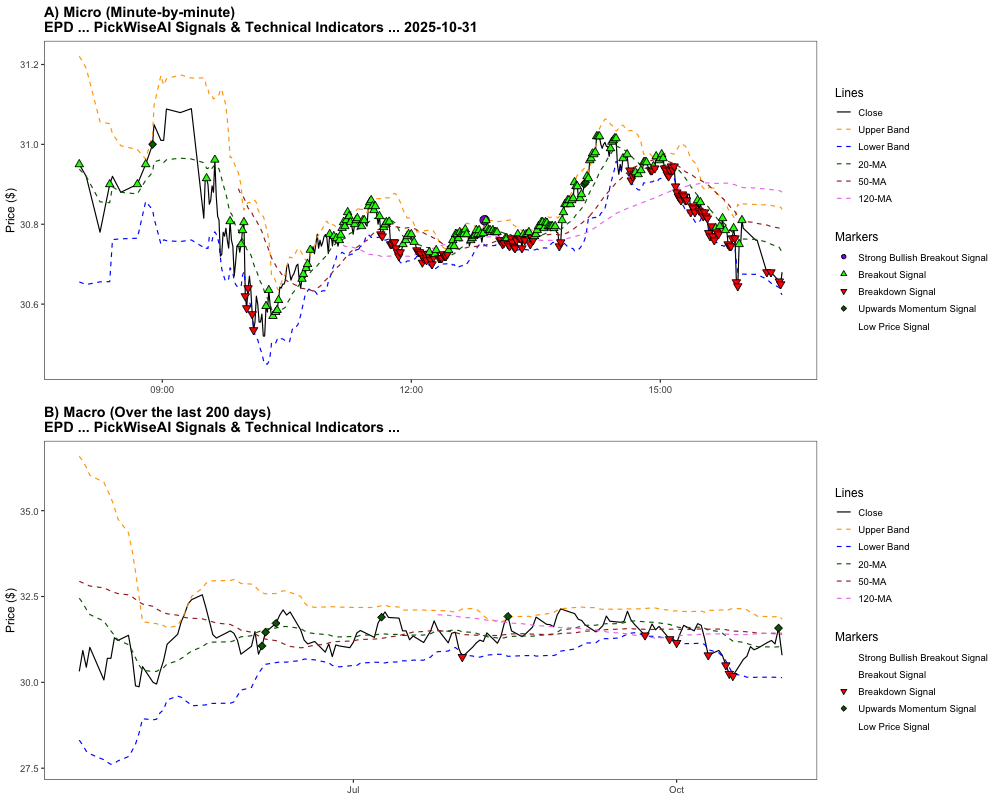 A) Micro (Minute-by-minute)
EPD ... PickWiseAI Signals & Technical Indicators ... 2025-10-31
Price ($)
31.2
31.0
30.8
30.6
09:00
12:00
15:00
Lines
Close
Upper Band
Lower Band
20-MA
50-MA
120-MA
Markers
Strong Bullish Breakout Signal
Breakout Signal
Breakdown Signal
Upwards Momentum Signal
Low Price Signal
B) Macro (Over the last 200 days)
EPD ... PickWiseAI Signals & Technical Indicators ...
Price ($)
35.0
32.5
30.0
27.5
Jul
Oct
Lines
Close
Upper Band
Lower Band
20-MA
50-MA
120-MA
Markers
Strong Bullish Breakout Signal
Breakout Signal
Breakdown Signal
Upwards Momentum Signal
Low Price Signal